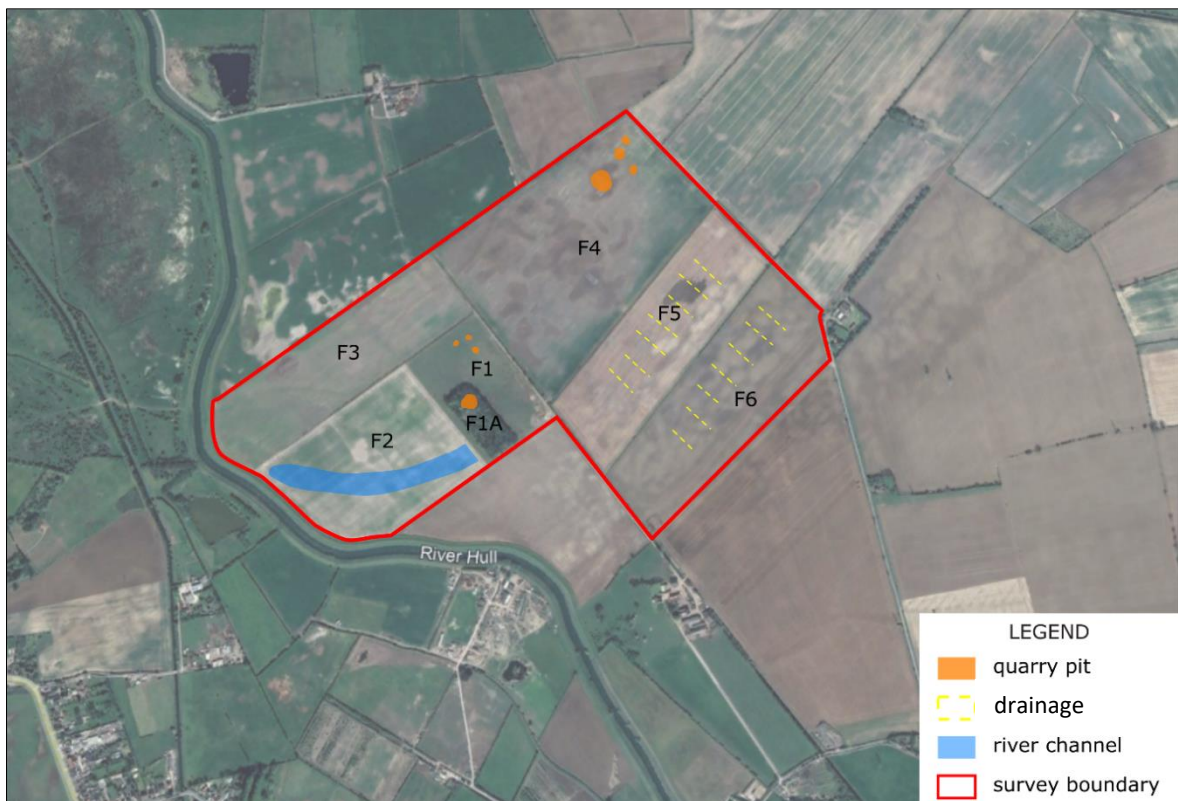 F4
F5
F3
F1
F6
F1A
F2
River Hull
LEGEND
quarry pit
drainage
river channel
survey boundary